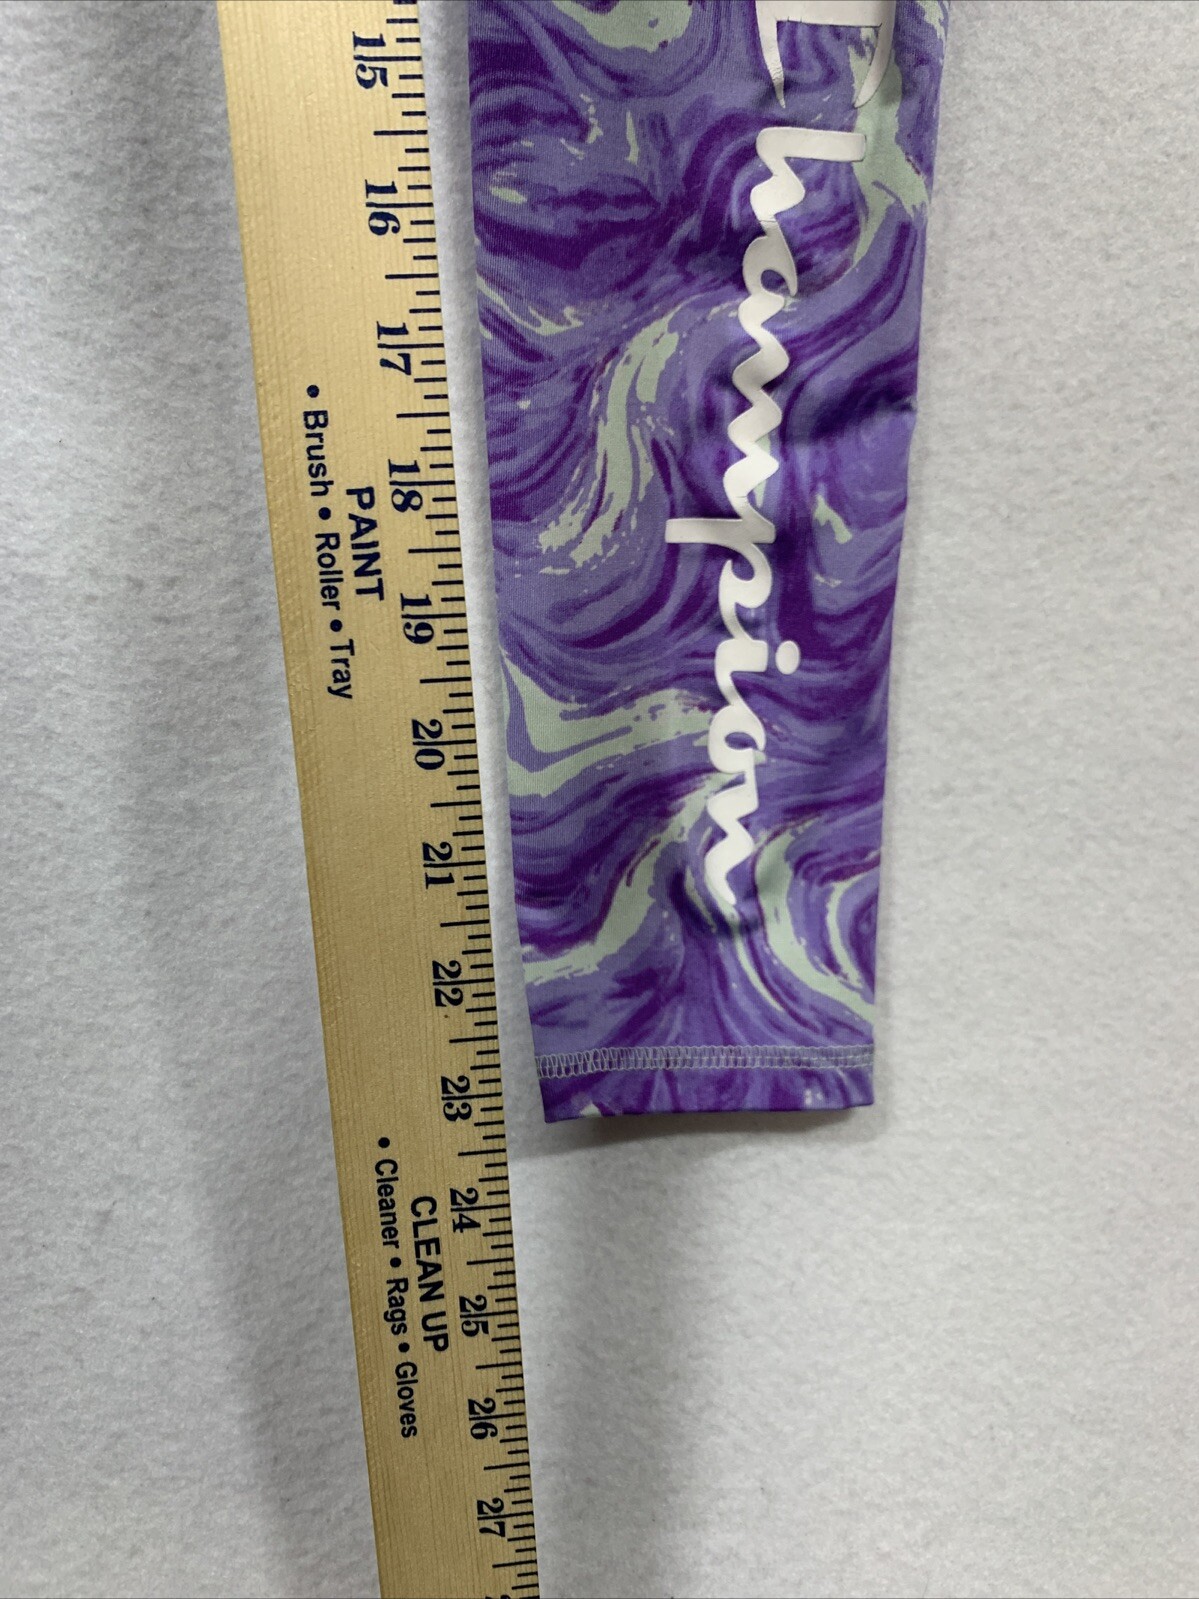 15
16
17
18
19
20
21
22
23
24
25
26
27
PAINT
• Brush • Roller • Tray
CLEAN UP
• Cleaner • Rags • Gloves
Champion